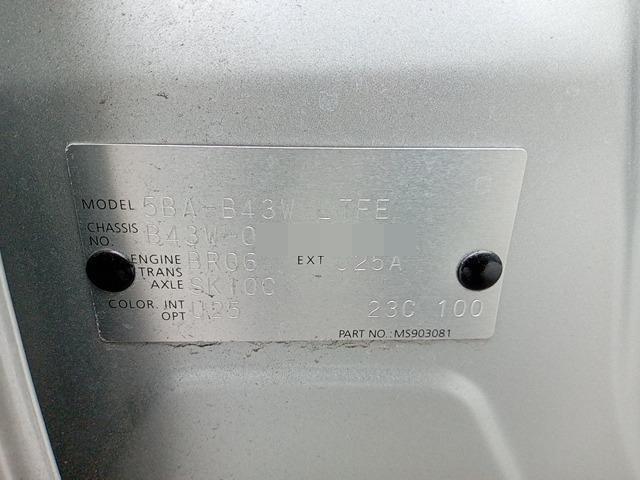 MODEL 5BA-B43W LTFE
CHASSIS NO. B43W-0
ENGINE BR06 EXT U25A
TRANS AXLE SK10C
COLOR. INT OPT U25 23C 100
PART NO.: MS903081